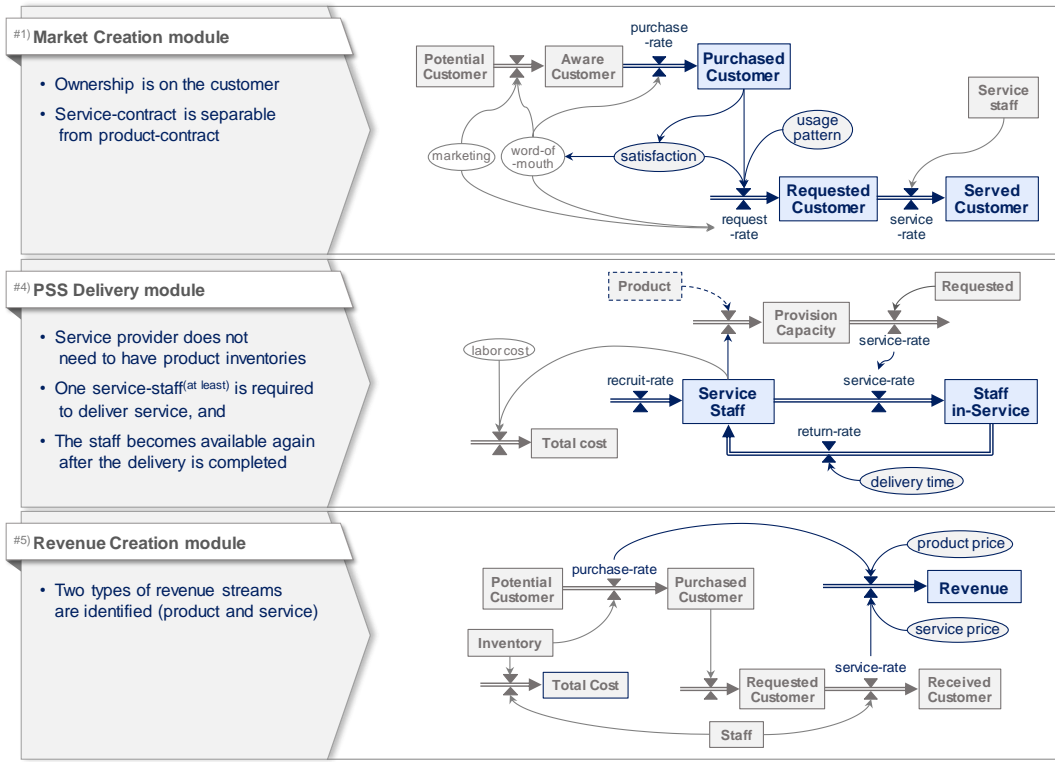 #1) Market Creation module
• Ownership is on the customer
• Service-contract is separable
from product-contract
purchase
-rate
Potential
Customer
Aware
Customer
Purchased
Customer
Service
staff
usage
pattern
marketing
word-of
-mouth
satisfaction
Requested
Customer
Served
Customer
request
-rate
service
-rate
#4) PSS Delivery module
• Service provider does not
need to have product inventories
• One service-staff(at least) is required
to deliver service, and
• The staff becomes available again
after the delivery is completed
Product
Requested
Provision
Capacity
service-rate
labor cost
recruit-rate
Service
Staff
service-rate
Staff
in-Service
Total cost
return-rate
delivery time
#5) Revenue Creation module
• Two types of revenue streams
are identified (product and service)
product price
purchase-rate
Potential
Customer
Purchased
Customer
Revenue
service price
Inventory
service-rate
Total Cost
Requested
Customer
Received
Customer
Staff